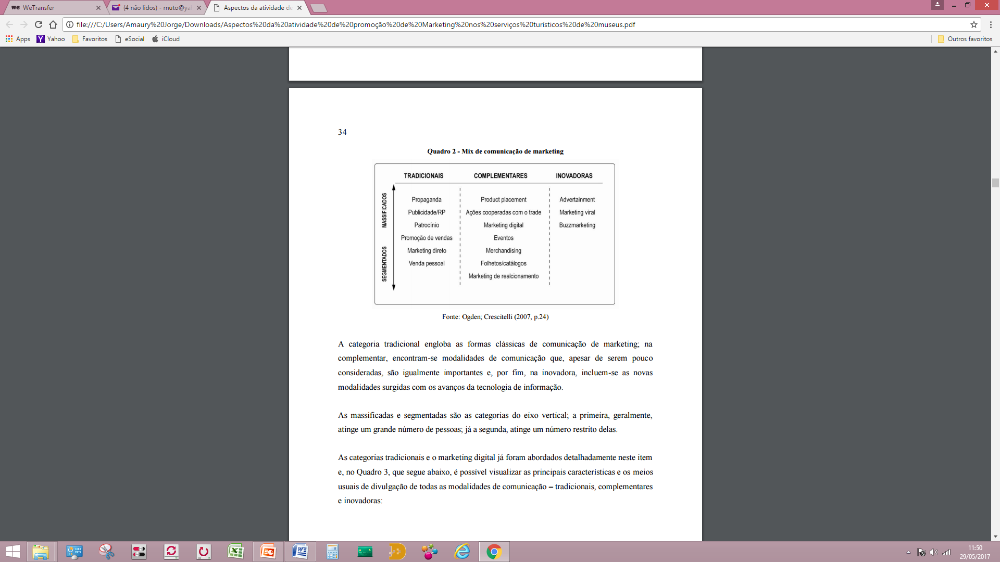 WeTransfer
(4 não lidos) - rnuto@ya
Aspectos da atividade de
file:///C:/Users/Amaury%20Jorge/Downloads/Aspectos%20da%20atividade%20de%20promoção%20de%20Marketing%20nos%20serviços%20turísticos%20de%20museus.pdf
Apps
Yahoo
Favoritos
eSocial
iCloud
Outros favoritos
34
Quadro 2 - Mix de comunicação de marketing
TRADICIONAIS COMPLEMENTARES INOVADORAS
MASSIFICADOS
SEGMENTADOS
Propaganda Product placement Advertainment
Publicidade/RP Ações cooperadas com o trade Marketing viral
Patrocínio Marketing digital Buzzmarketing
Promoção de vendas Eventos
Marketing direto Merchandising
Venda pessoal Folhetos/catálogos
Marketing de realcionamento
Fonte: Ogden; Crescitelli (2007, p.24)
A categoria tradicional engloba as formas clássicas de comunicação de marketing; na
complementar, encontram-se modalidades de comunicação que, apesar de serem pouco
consideradas, são igualmente importantes e, por fim, na inovadora, incluem-se as novas
modalidades surgidas com os avanços da tecnologia de informação.
As massificadas e segmentadas são as categorias do eixo vertical; a primeira, geralmente,
atinge um grande número de pessoas; já a segunda, atinge um número restrito delas.
As categorias tradicionais e o marketing digital já foram abordados detalhadamente neste item
e, no Quadro 3, que segue abaixo, é possível visualizar as principais características e os meios
usuais de divulgação de todas as modalidades de comunicação – tradicionais, complementares
e inovadoras:
11:50
29/05/2017